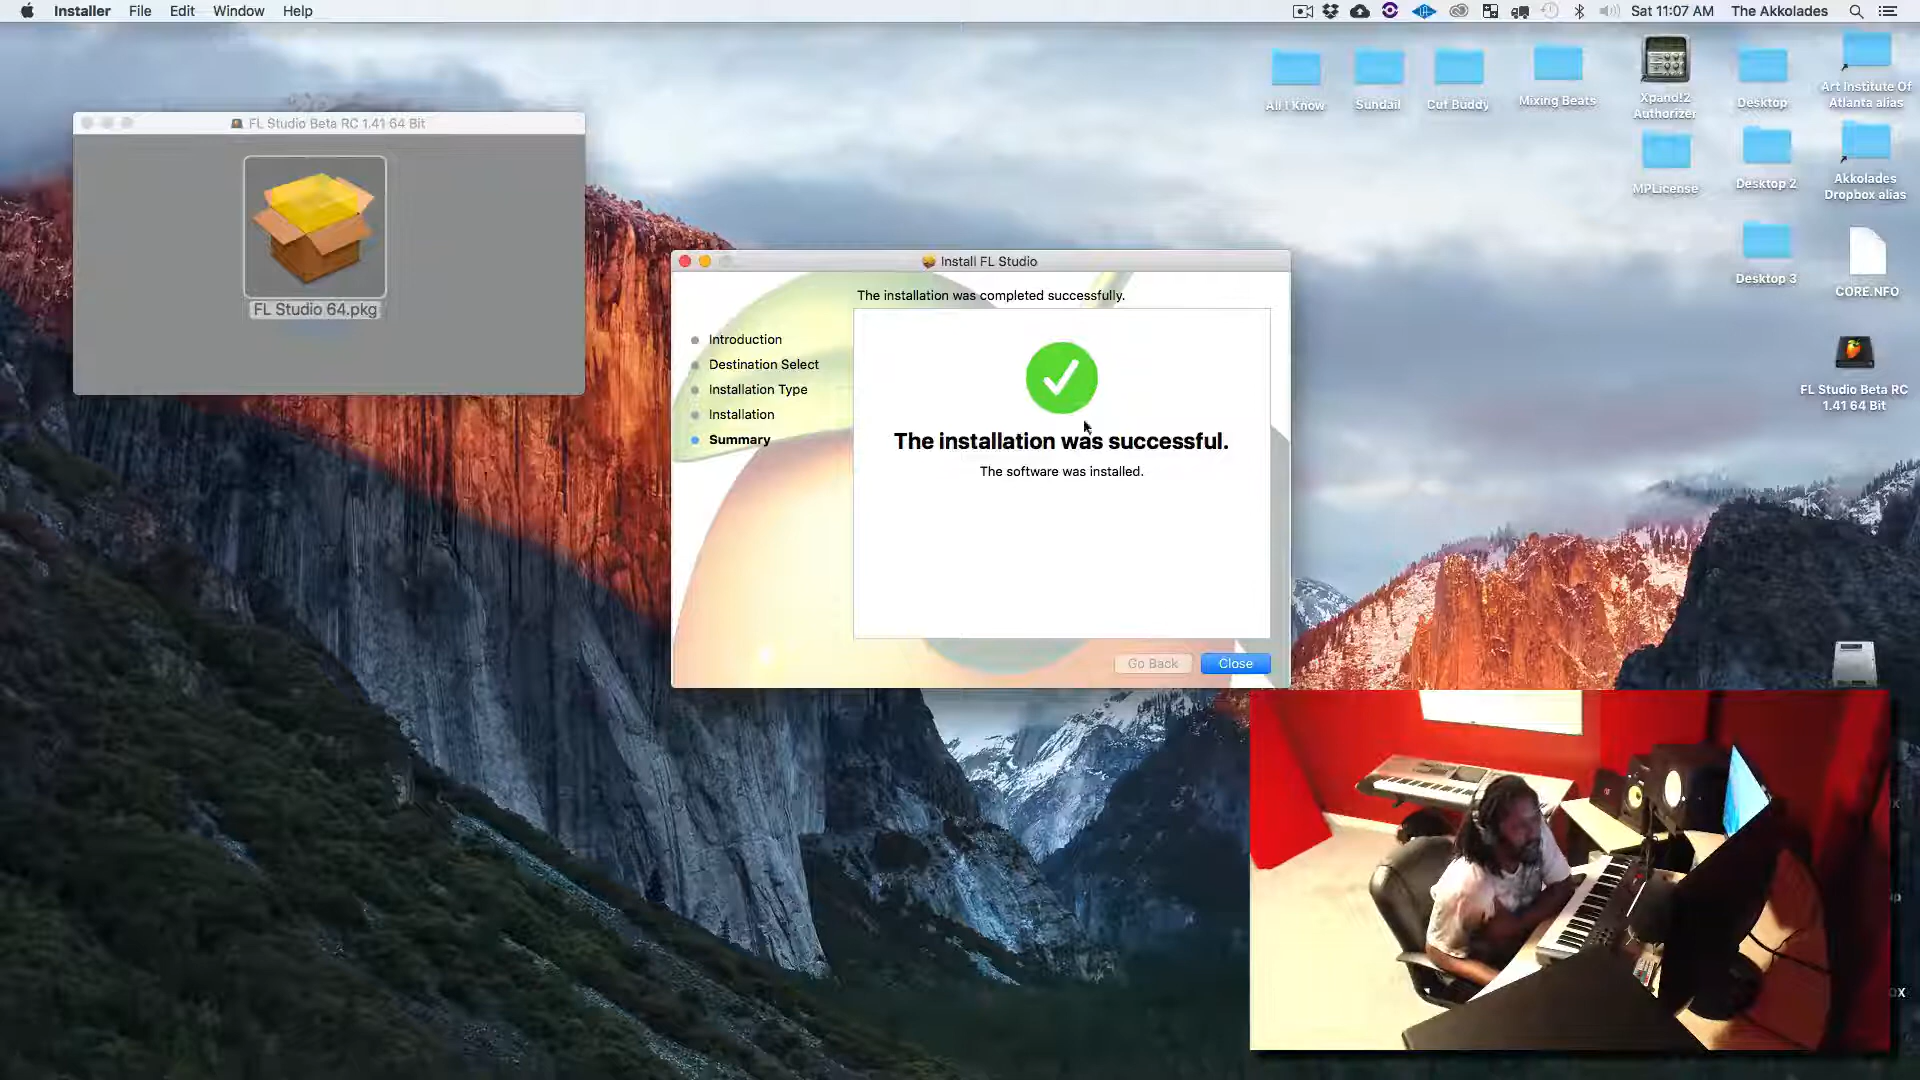 Installer File Edit Window Help
Sat 11:07 AM The Akkolades
All I Know
Sundail
Cut Buddy
Mixing Beats
Xpand!2
Authorizer
Desktop
Art Institute Of
Atlanta alias
MPLicense
Desktop 2
Akkolades
Dropbox alias
Desktop 3
CORE.NFO
FL Studio Beta RC
1.41 64 Bit
FL Studio Beta RC 1.41 64 Bit
FL Studio 64.pkg
Install FL Studio
The installation was completed successfully.
Introduction
Destination Select
Installation Type
Installation
Summary
The installation was successful.
The software was installed.
Go Back
Close